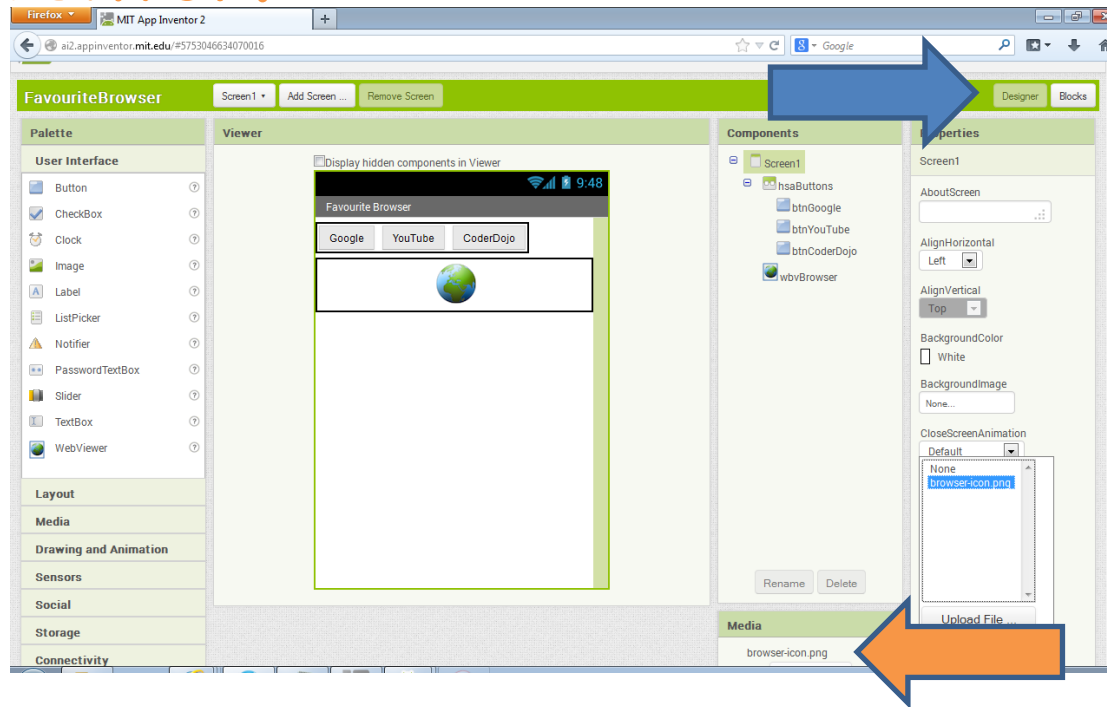 Firefox
MIT App Inventor 2
+
ai2.appinventor.mit.edu/#5753046634070016
Google
FavouriteBrowser
Screen1
Add Screen ...
Remove Screen
Designer
Blocks
Palette
User Interface
Button
CheckBox
Clock
Image
Label
ListPicker
Notifier
PasswordTextBox
Slider
TextBox
WebViewer
Layout
Media
Drawing and Animation
Sensors
Social
Storage
Connectivity
Viewer
Display hidden components in Viewer
9:48
Favourite Browser
Google
YouTube
CoderDojo
Components
Screen1
hsaButtons
btnGoogle
btnYouTube
btnCoderDojo
wbvBrowser
Rename
Delete
Media
browser-icon.png
Properties
Screen1
AboutScreen
AlignHorizontal
Left
AlignVertical
Top
BackgroundColor
White
BackgroundImage
None...
CloseScreenAnimation
Default
None
browser-icon.png
Upload File ...